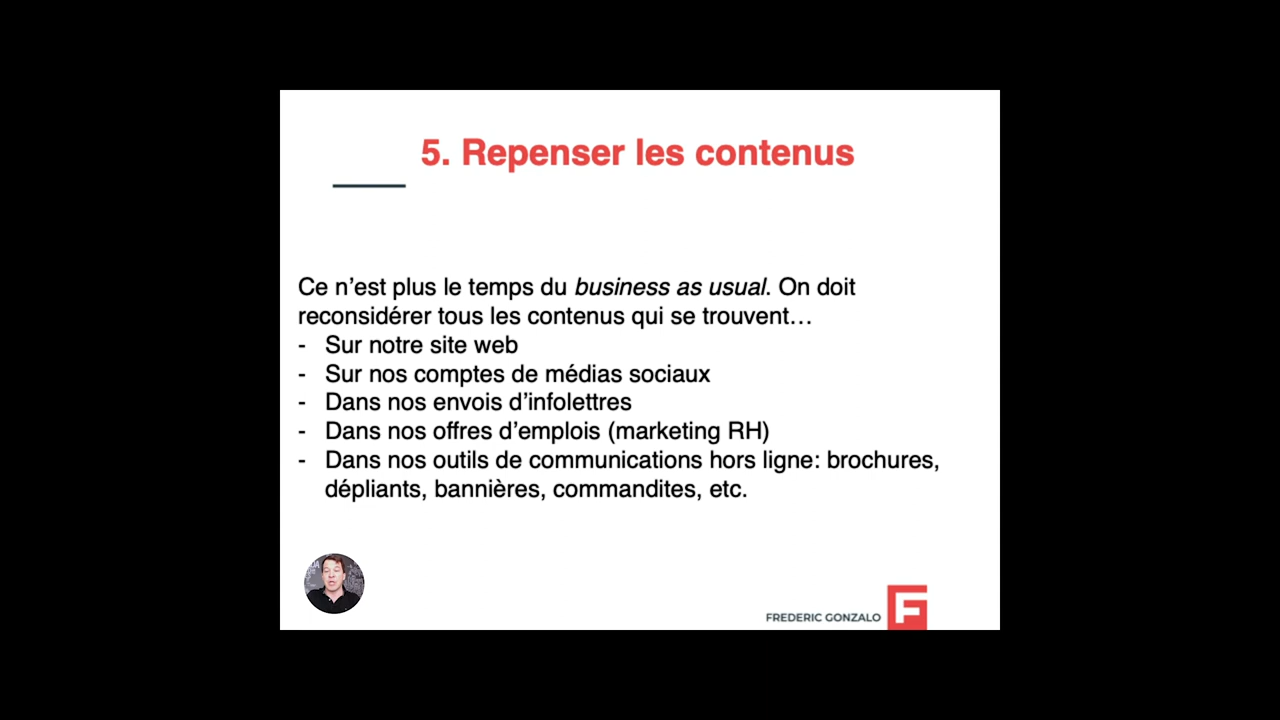 5. Repenser les contenus
Ce n’est plus le temps du business as usual. On doit
reconsidérer tous les contenus qui se trouvent…
- Sur notre site web
- Sur nos comptes de médias sociaux
- Dans nos envois d’infolettres
- Dans nos offres d’emplois (marketing RH)
- Dans nos outils de communications hors ligne: brochures,
dépliants, bannières, commandites, etc.
FREDERIC GONZALO F